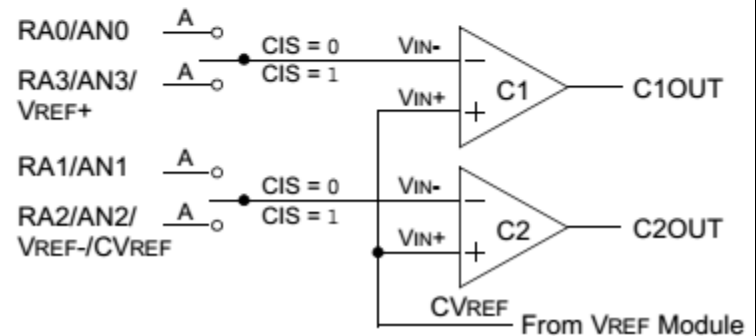 RA0/AN0 A
CIS = 0 VIN-
RA3/AN3/ A CIS = 1
VREF+
VIN+
C1 C1OUT
RA1/AN1 A
CIS = 0 VIN-
RA2/AN2/ A CIS = 1
VREF-/CVREF
VIN+
C2 C2OUT
CVREF
From VREF Module